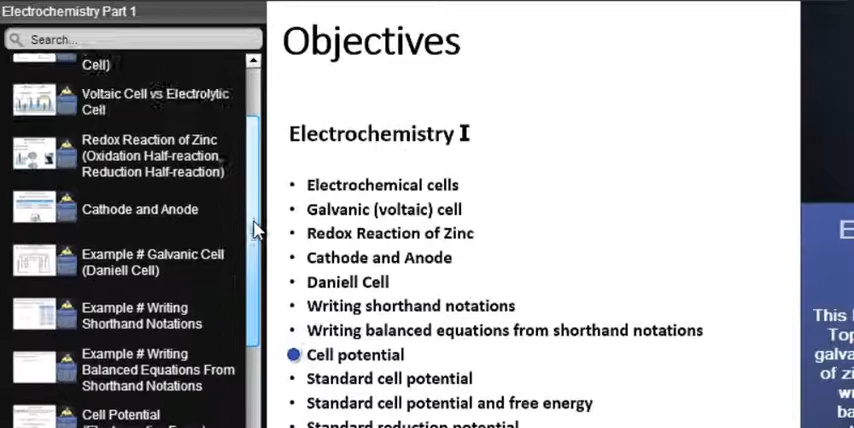 Electrochemistry Part 1
Search...
Cell)
Voltaic Cell vs Electrolytic
Cell
Redox Reaction of Zinc
(Oxidation Half-reaction,
Reduction Half-reaction)
Cathode and Anode
Example # Galvanic Cell
(Daniell Cell)
Example # Writing
Shorthand Notations
Example # Writing
Balanced Equations From
Shorthand Notations
Cell Potential
Objectives
Electrochemistry I
• Electrochemical cells
• Galvanic (voltaic) cell
• Redox Reaction of Zinc
• Cathode and Anode
• Daniell Cell
• Writing shorthand notations
• Writing balanced equations from shorthand notations
Cell potential
• Standard cell potential
• Standard cell potential and free energy
Standard reduction potential
E
This
Top
galva
of zi
w
ba